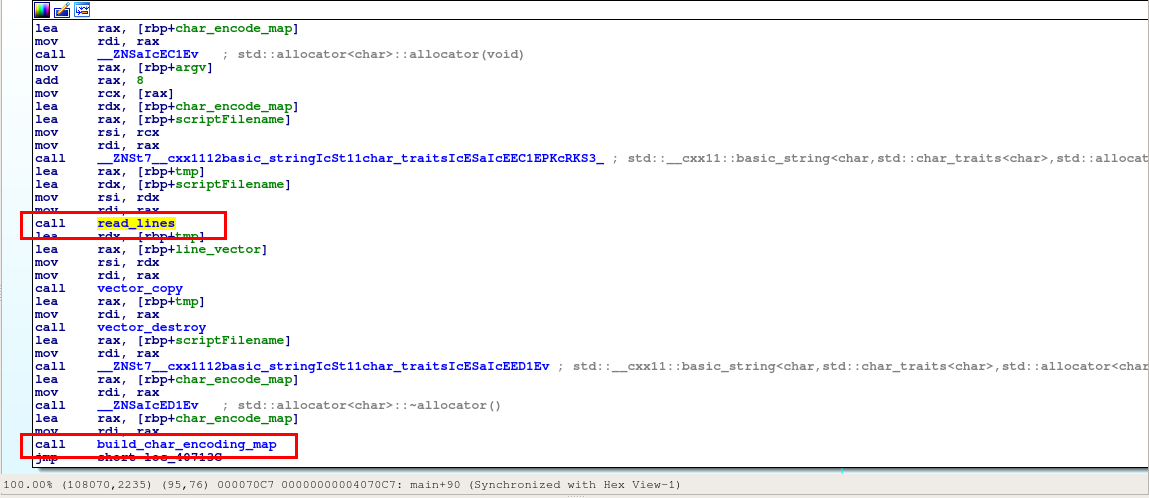 lea rax, [rbp+char_encode_map]
mov rdi, rax
call __ZNSaIcEC1Ev ; std::allocator<char>::allocator(void)
mov rax, [rbp+argv]
add rax, 8
mov rcx, [rax]
lea rdx, [rbp+char_encode_map]
lea rax, [rbp+scriptFilename]
mov rsi, rcx
mov rdi, rax
call __ZNSt7__cxx1112basic_stringIcSt11char_traitsIcESaIcEEC1EPKcRKS3_ ; std::__cxx11::basic_string<char,std::char_traits<char>,std::allocat
lea rax, [rbp+tmp]
lea rdx, [rbp+scriptFilename]
mov rsi, rdx
mov rdi, rax
call read_lines
lea rdx, [rbp+tmp]
lea rax, [rbp+line_vector]
mov rsi, rdx
mov rdi, rax
call vector_copy
lea rax, [rbp+tmp]
mov rdi, rax
call vector_destroy
lea rax, [rbp+scriptFilename]
mov rdi, rax
call __ZNSt7__cxx1112basic_stringIcSt11char_traitsIcESaIcEED1Ev ; std::__cxx11::basic_string<char,std::char_traits<char>,std::allocator<char
lea rax, [rbp+char_encode_map]
mov rdi, rax
call __ZNSaIcED1Ev ; std::allocator<char>::~allocator()
lea rax, [rbp+char_encode_map]
mov rdi, rax
call build_char_encoding_map
jmp short loc_40713C
100.00% (108070,2235) (95,76) 000070C7 00000000004070C7: main+90 (Synchronized with Hex View-1)